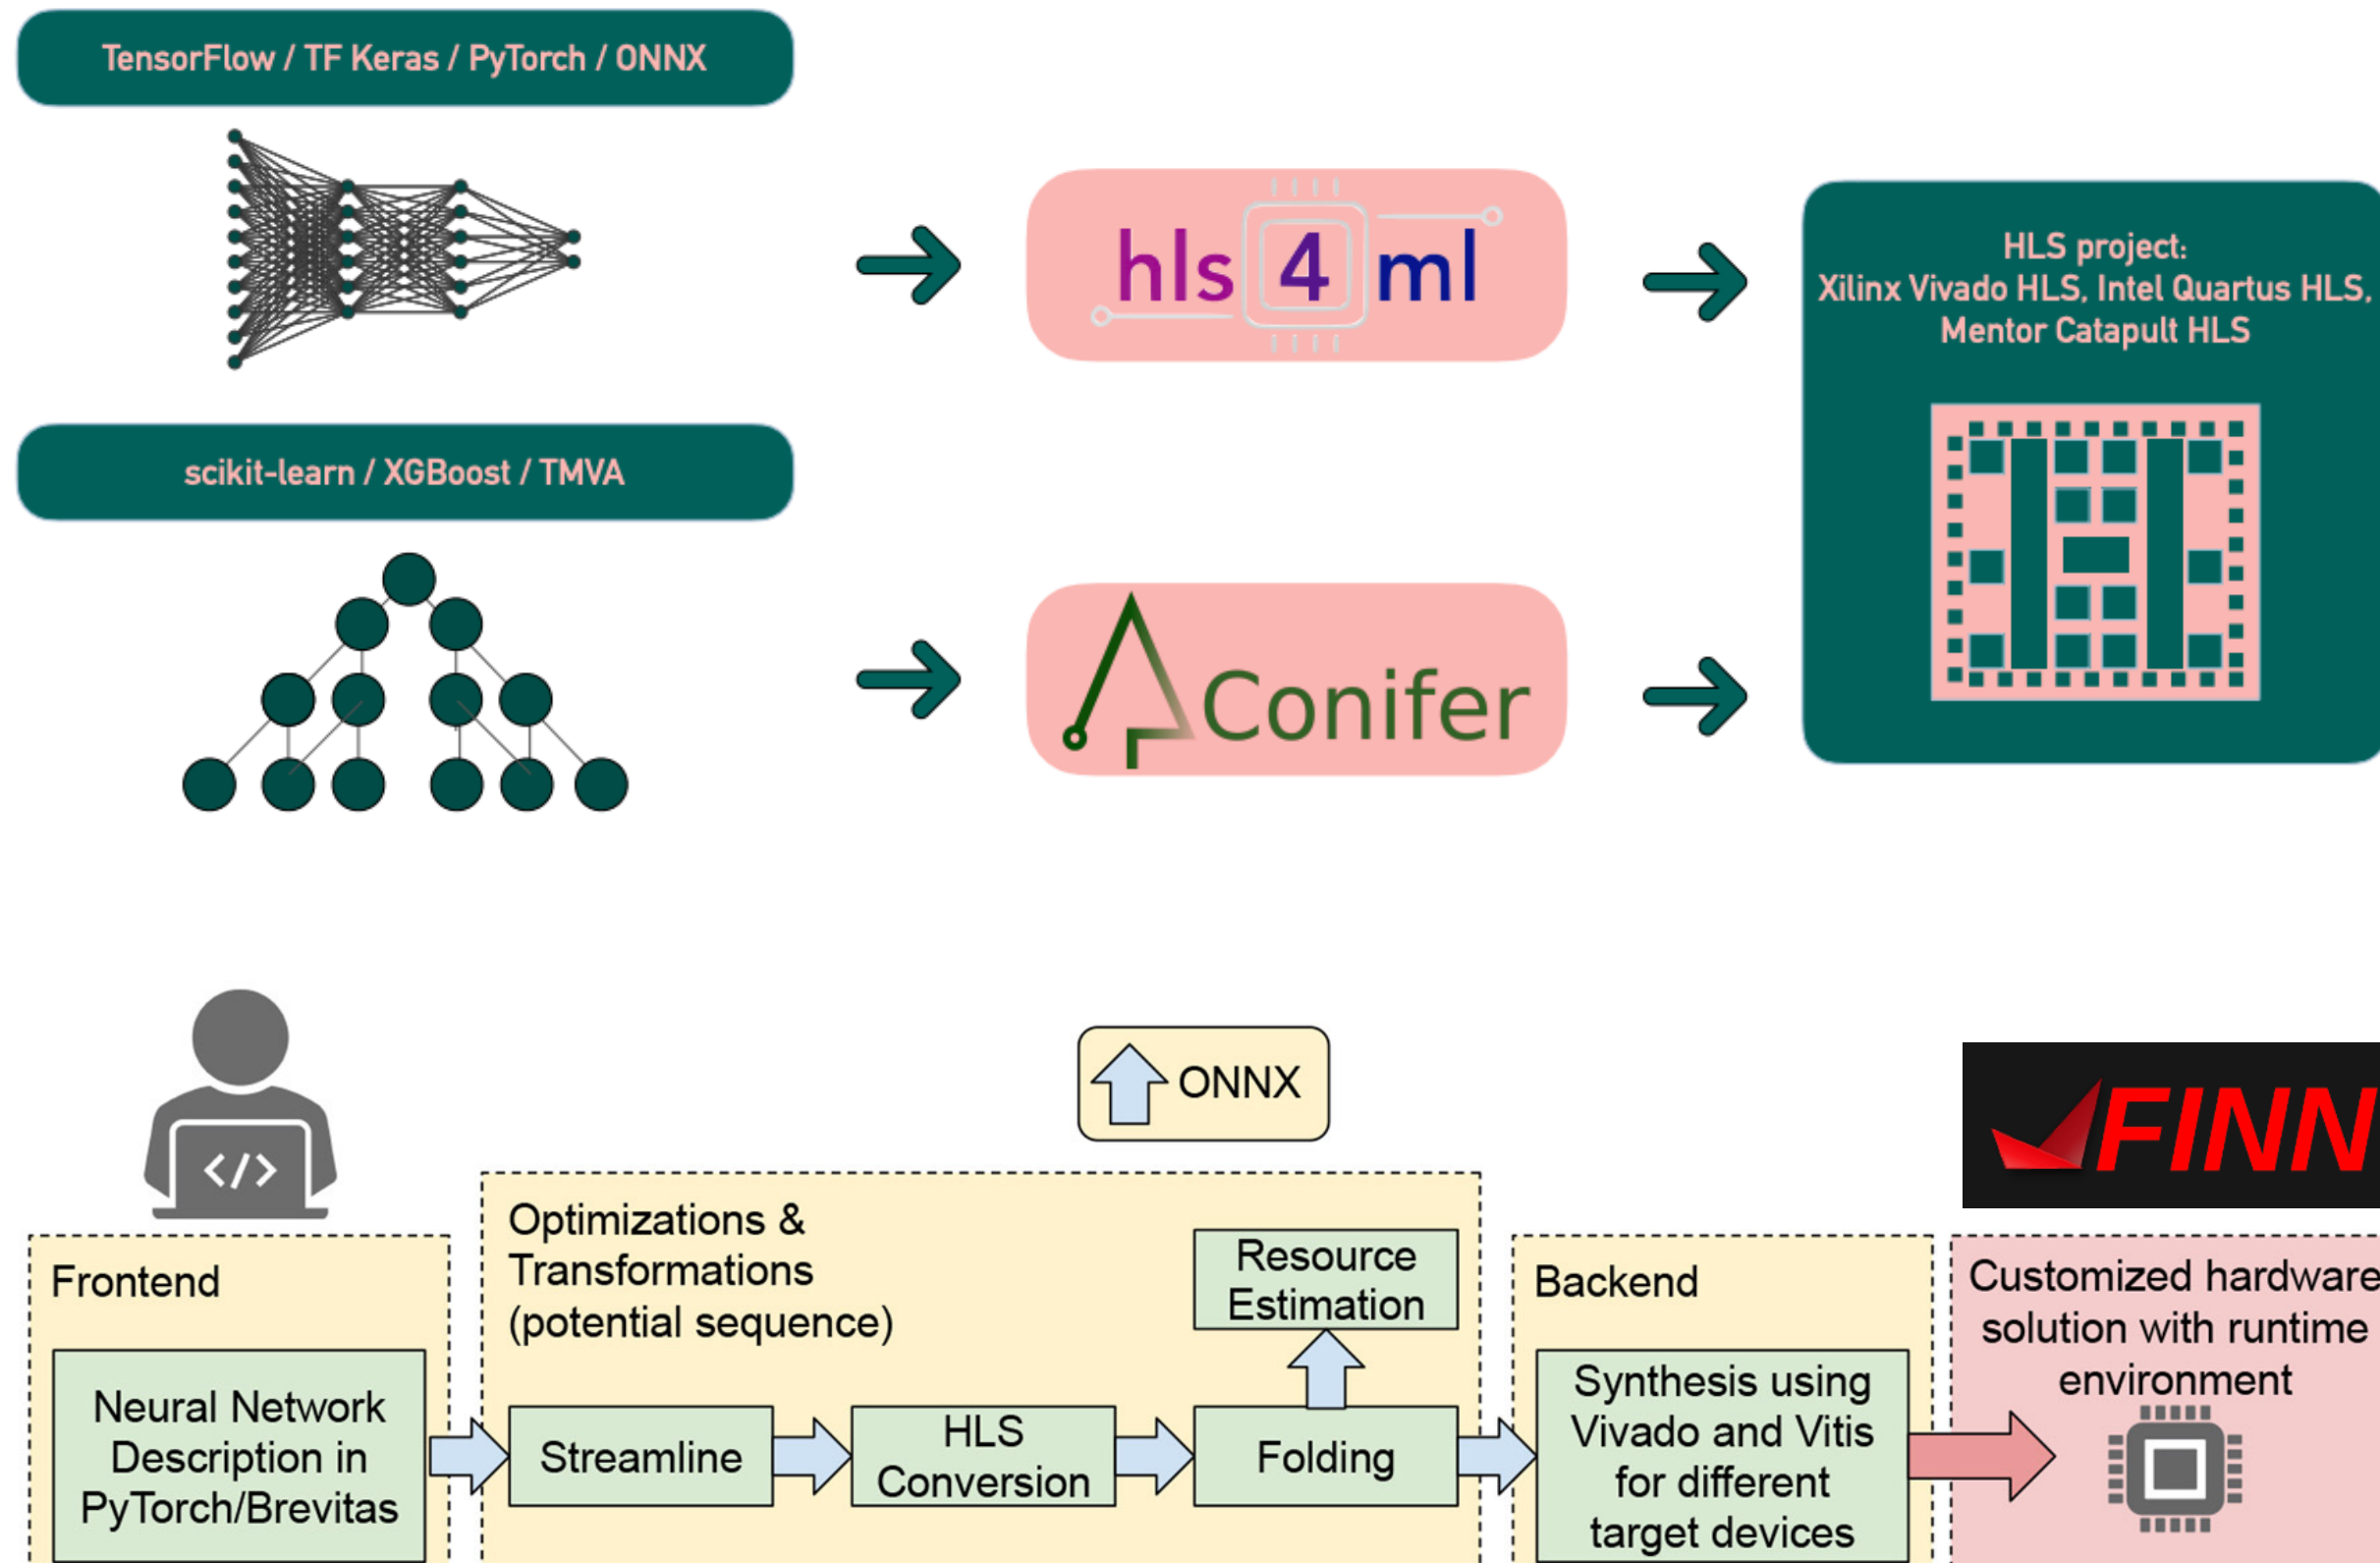 TensorFlow / TF Keras / PyTorch / ONNX
hls 4 ml
HLS project:
Xilinx Vivado HLS, Intel Quartus HLS,
Mentor Catapult HLS
scikit-learn / XGBoost / TMVA
Conifer
</>
ONNX
FINN
Frontend
Neural Network
Description in
PyTorch/Brevitas
Optimizations &
Transformations
(potential sequence)
Streamline
HLS
Conversion
Resource
Estimation
Folding
Backend
Synthesis using
Vivado and Vitis
for different
target devices
Customized hardware
solution with runtime
environment